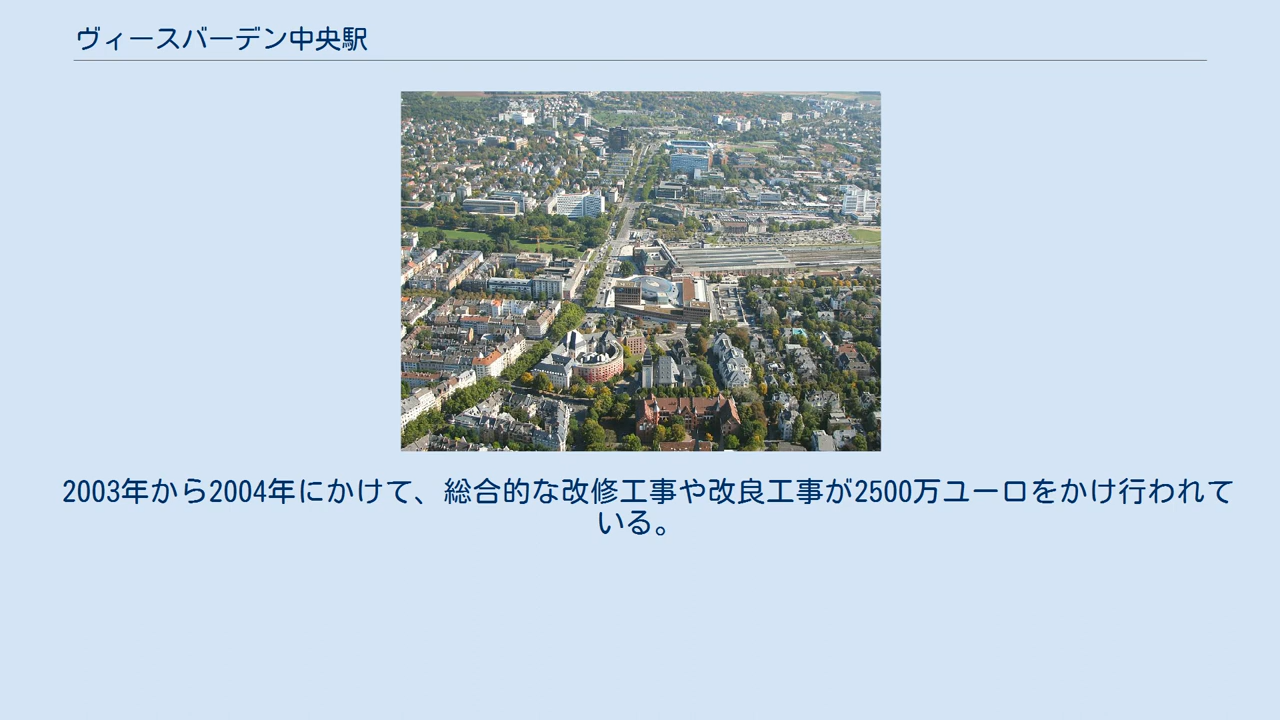 ヴィースバーデン中央駅
2003年から2004年にかけて、総合的な改修工事や改良工事が2500万ユーロをかけ行われて
いる。